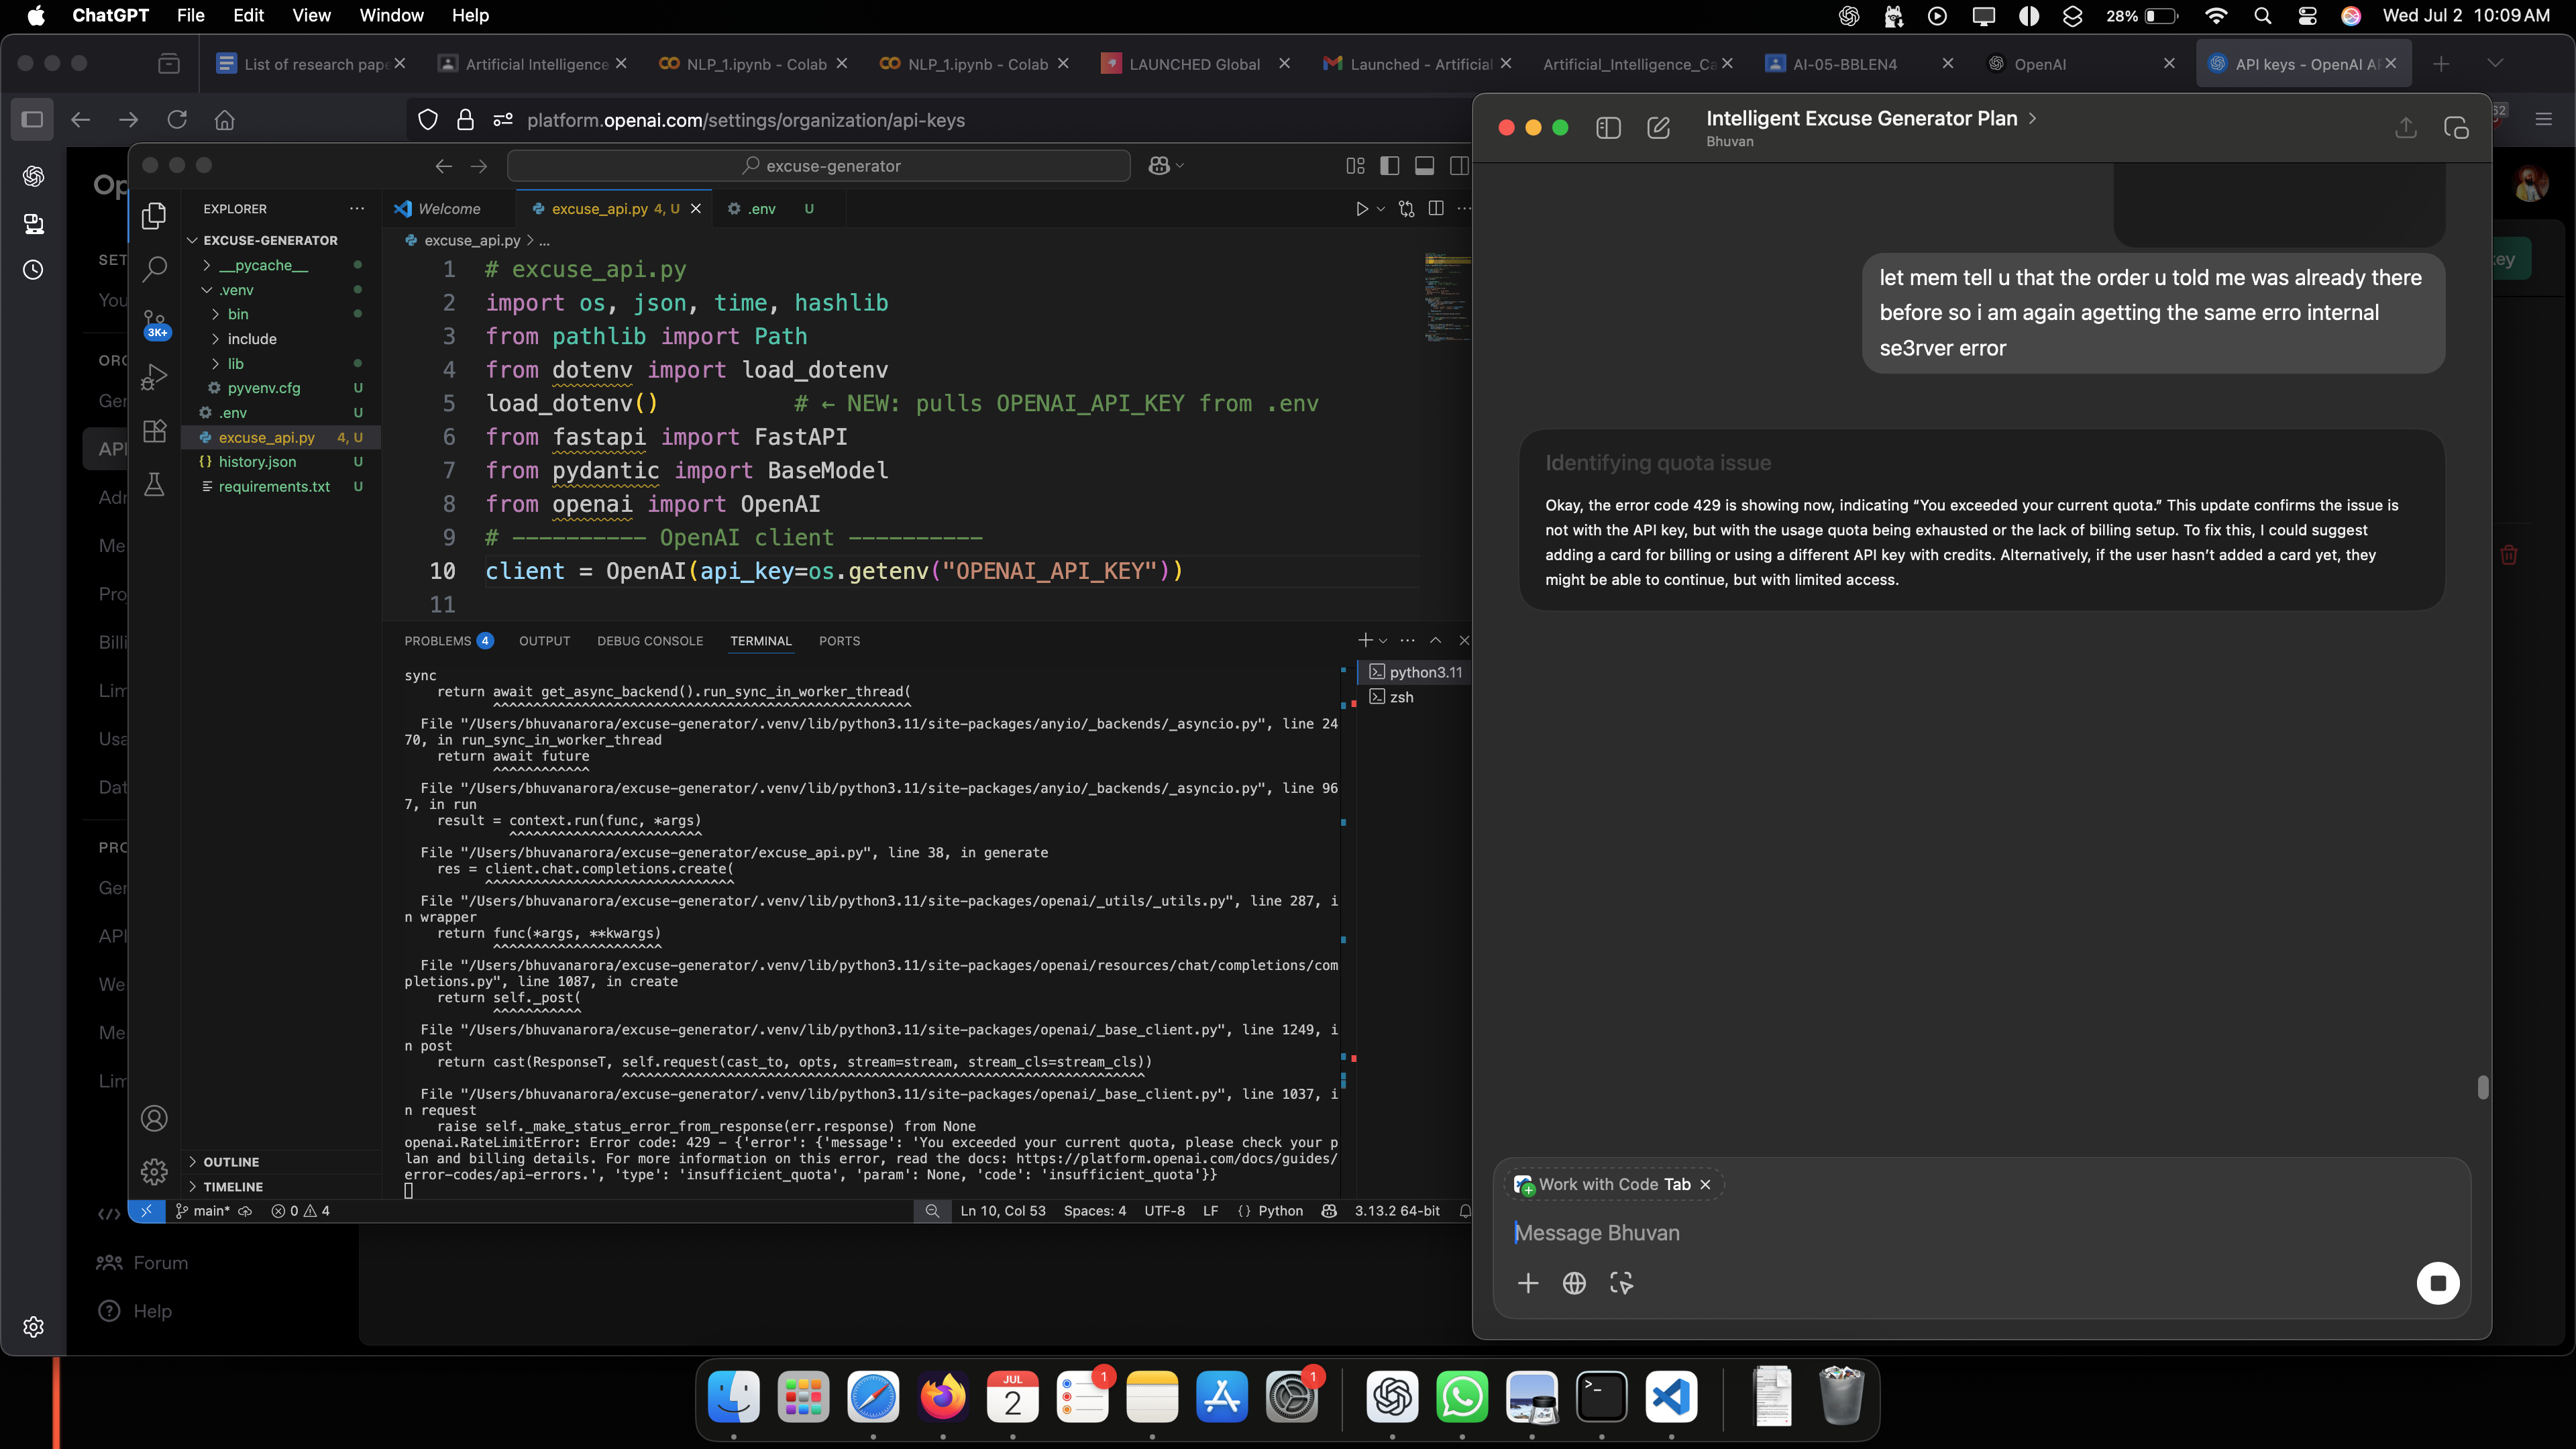 ChatGPT File Edit View Window Help
28% Wed Jul 2 10:09 AM
List of research pape
Artificial Intelligence
NLP_1.ipynb - Colab
NLP_1.ipynb - Colab
LAUNCHED Global
Launched - Artificial
Artificial_Intelligence_Ca
AI-05-BBLEN4
OpenAI
API keys - OpenAI AF
platform.openai.com/settings/organization/api-keys
62
Op
SET
You
ORG
Ger
API
Adr
Me
Pro
Billi
Lim
Usa
Dat
PRO
Ger
API
We
Me
Lim
Forum
Help
ey
excuse-generator
EXPLORER
EXCUSE-GENERATOR
__pycache__
.venv
bin
include
lib
pyvenv.cfg U
.env U
excuse_api.py 4, U
history.json U
requirements.txt U
3K+
OUTLINE
TIMELINE
Welcome
excuse_api.py 4, U
.env U
excuse_api.py > ...
1 # excuse_api.py
2 import os, json, time, hashlib
3 from pathlib import Path
4 from dotenv import load_dotenv
5 load_dotenv() # ← NEW: pulls OPENAI_API_KEY from .env
6 from fastapi import FastAPI
7 from pydantic import BaseModel
8 from openai import OpenAI
9 # ---------- OpenAI client ----------
10 client = OpenAI(api_key=os.getenv("OPENAI_API_KEY"))
11
PROBLEMS 4 OUTPUT DEBUG CONSOLE TERMINAL PORTS
python3.11
zsh
sync
return await get_async_backend().run_sync_in_worker_thread(
^^^^^^^^^^^^^^^^^^^^^^^^^^^^^^^^^^^^^^^^^^^^^^^^^^^^
File "/Users/bhuvanarora/excuse-generator/.venv/lib/python3.11/site-packages/anyio/_backends/_asyncio.py", line 24
70, in run_sync_in_worker_thread
return await future
^^^^^^^^^^^^
File "/Users/bhuvanarora/excuse-generator/.venv/lib/python3.11/site-packages/anyio/_backends/_asyncio.py", line 96
7, in run
result = context.run(func, *args)
^^^^^^^^^^^^^^^^^^^^^^^^
File "/Users/bhuvanarora/excuse-generator/excuse_api.py", line 38, in generate
res = client.chat.completions.create(
^^^^^^^^^^^^^^^^^^^^^^^^^^^^^^^
File "/Users/bhuvanarora/excuse-generator/.venv/lib/python3.11/site-packages/openai/_utils/_utils.py", line 287, i
n wrapper
return func(*args, **kwargs)
^^^^^^^^^^^^^^^^^^^^^
File "/Users/bhuvanarora/excuse-generator/.venv/lib/python3.11/site-packages/openai/resources/chat/completions/com
pletions.py", line 1087, in create
return self._post(
^^^^^^^^^^^
File "/Users/bhuvanarora/excuse-generator/.venv/lib/python3.11/site-packages/openai/_base_client.py", line 1249, i
n post
return cast(ResponseT, self.request(cast_to, opts, stream=stream, stream_cls=stream_cls))
^^^^^^^^^^^^^^^^^^^^^^^^^^^^^^^^^^^^^^^^^^^^^^^^^^^^^^^^^^^^^^^^^
File "/Users/bhuvanarora/excuse-generator/.venv/lib/python3.11/site-packages/openai/_base_client.py", line 1037, i
n request
raise self._make_status_error_from_response(err.response) from None
openai.RateLimitError: Error code: 429 - {'error': {'message': 'You exceeded your current quota, please check your p
lan and billing details. For more information on this error, read the docs: https://platform.openai.com/docs/guides/
error-codes/api-errors.', 'type': 'insufficient_quota', 'param': None, 'code': 'insufficient_quota'}}
main* 0 4
Ln 10, Col 53 Spaces: 4 UTF-8 LF {} Python 3.13.2 64-bit
Intelligent Excuse Generator Plan >
Bhuvan
let mem tell u that the order u told me was already there
before so i am again agetting the same erro internal
se3rver error
Identifying quota issue
Okay, the error code 429 is showing now, indicating “You exceeded your current quota.” This update confirms the issue is
not with the API key, but with the usage quota being exhausted or the lack of billing setup. To fix this, I could suggest
adding a card for billing or using a different API key with credits. Alternatively, if the user hasn’t added a card yet, they
might be able to continue, but with limited access.
Work with Code Tab
Message Bhuvan
JUL
2
1
1